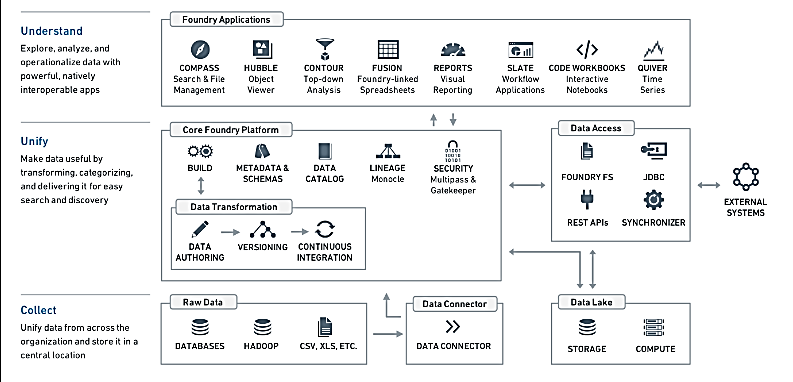 Understand
Explore, analyze, and
operationalize data with
powerful, natively
interoperable apps
Foundry Applications
COMPASS
Search & File
Management
HUBBLE
Object
Viewer
CONTOUR
Top-down
Analysis
FUSION
Foundry-linked
Spreadsheets
REPORTS
Visual
Reporting
SLATE
Workflow
Applications
CODE WORKBOOKS
Interactive
Notebooks
QUIVER
Time
Series
Unify
Make data useful by
transforming, categorizing,
and delivering it for easy
search and discovery
Core Foundry Platform
BUILD
METADATA &
SCHEMAS
DATA
CATALOG
LINEAGE
Monocle
01001
10010
10101
SECURITY
Multipass &
Gatekeeper
Data Transformation
DATA
AUTHORING
VERSIONING
CONTINUOUS
INTEGRATION
Data Access
FOUNDRY FS
JDBC
REST APIs
SYNCHRONIZER
EXTERNAL
SYSTEMS
Collect
Unify data from across the
organization and store it in a
central location
Raw Data
DATABASES
HADOOP
CSV, XLS, ETC.
Data Connector
DATA CONNECTOR
Data Lake
STORAGE
COMPUTE